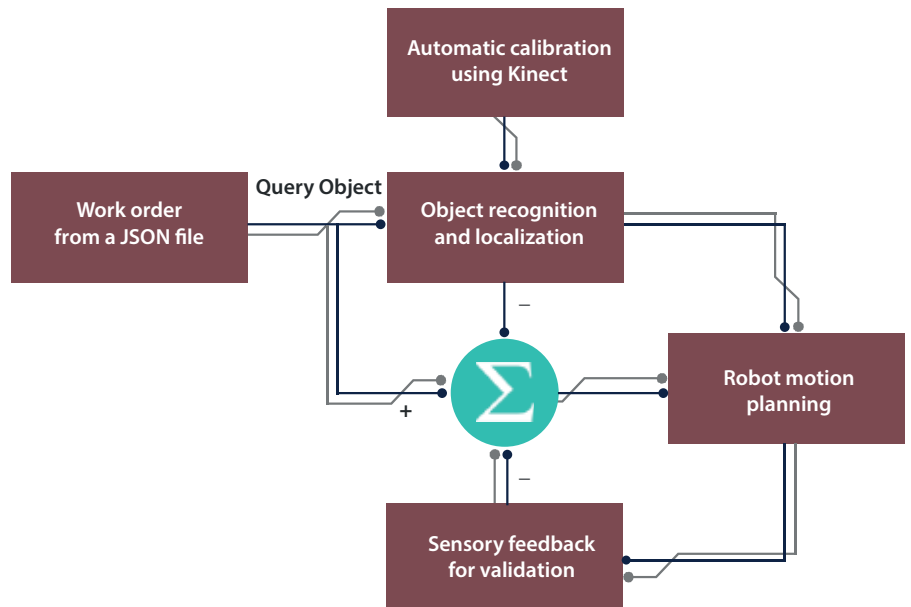 Automatic calibration
using Kinect
Query Object
Work order
from a JSON file
Object recognition
and localization
–
Σ
+
Robot motion
planning
–
Sensory feedback
for validation